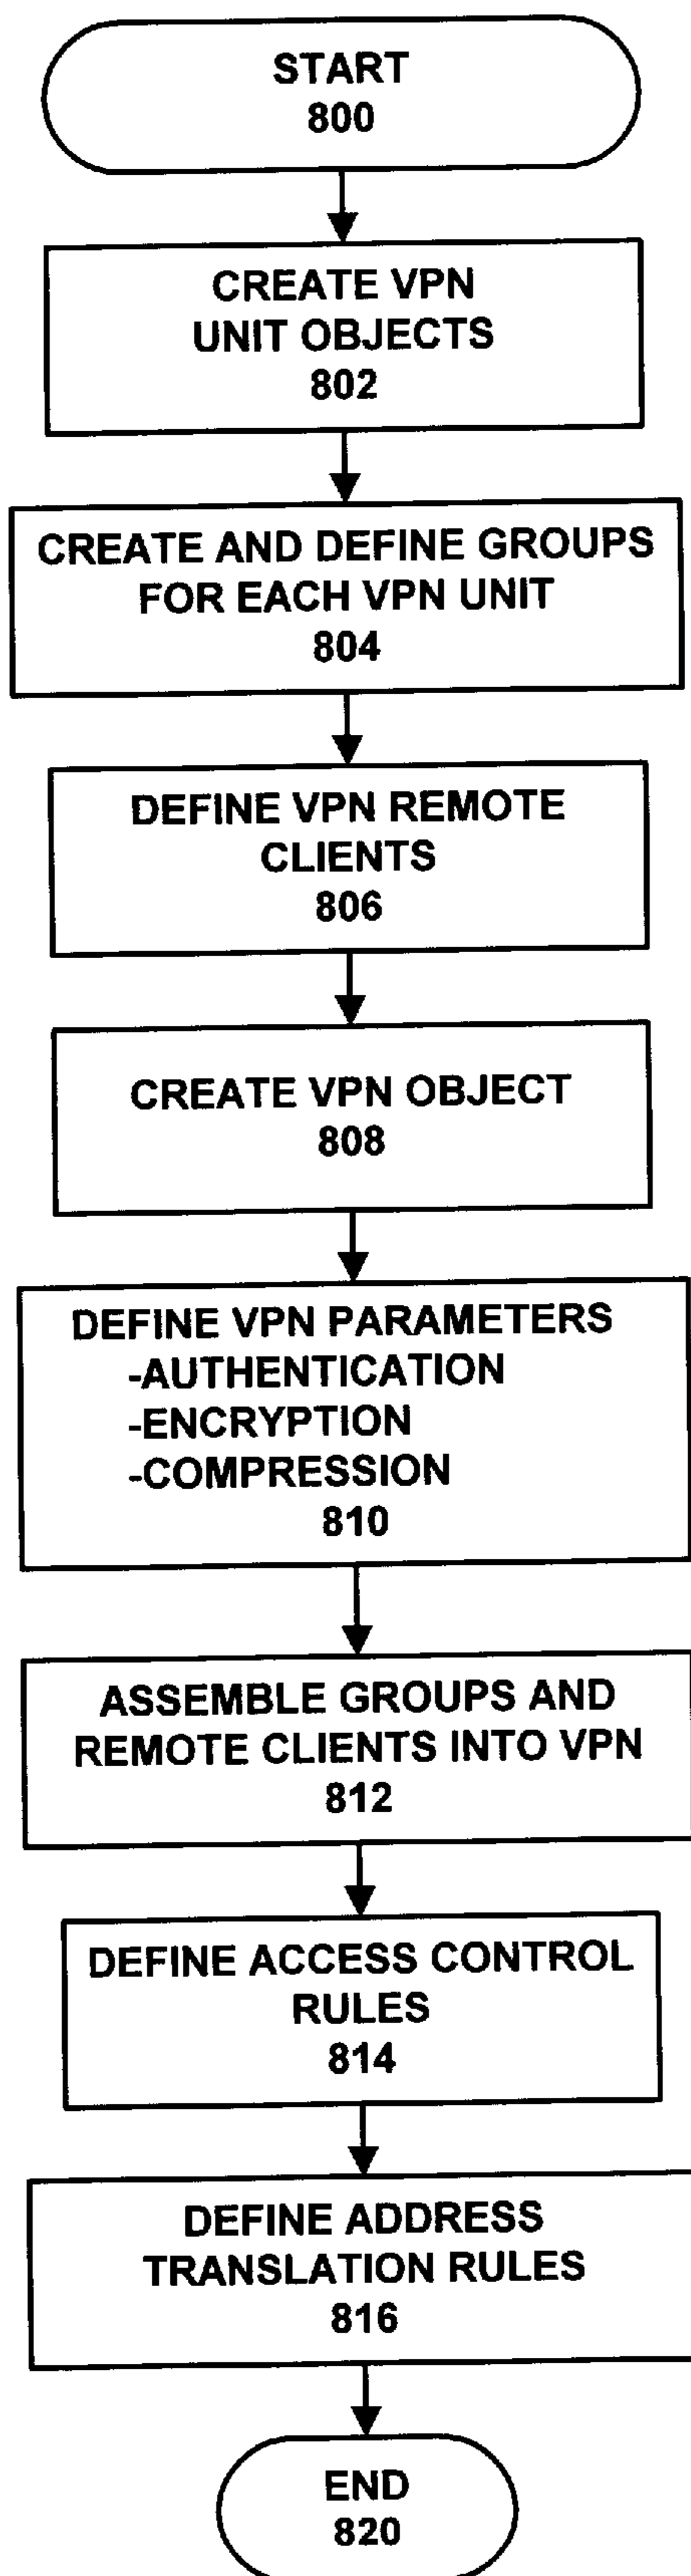 START
800
CREATE VPN
UNIT OBJECTS
802
CREATE AND DEFINE GROUPS
FOR EACH VPN UNIT
804
DEFINE VPN REMOTE
CLIENTS
806
CREATE VPN OBJECT
808
DEFINE VPN PARAMETERS
-AUTHENTICATION
-ENCRYPTION
-COMPRESSION
810
ASSEMBLE GROUPS AND
REMOTE CLIENTS INTO VPN
812
DEFINE ACCESS CONTROL
RULES
814
DEFINE ADDRESS
TRANSLATION RULES
816
END
820